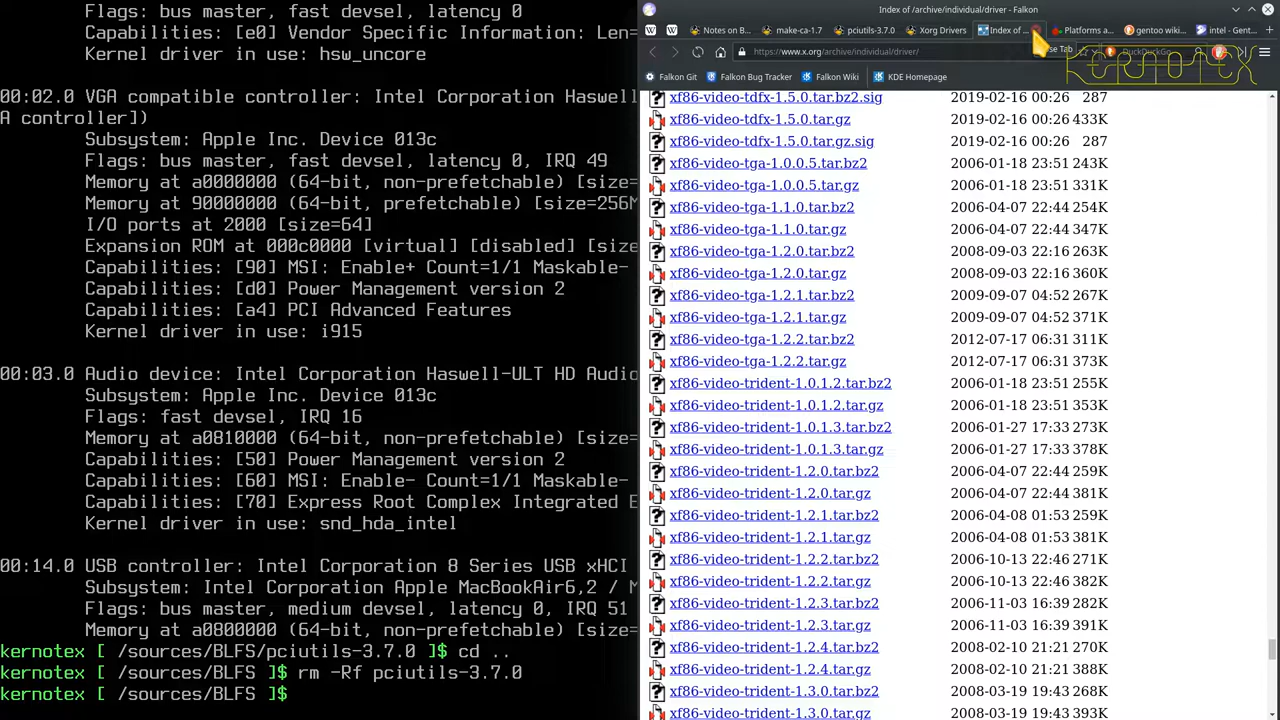 Flags: bus master, fast devsel, latency 0
Capabilities: [e0] Vendor Specific Information: Len=
Kernel driver in use: hsw_uncore
00:02.0 VGA compatible controller: Intel Corporation Haswell
A controller])
Subsystem: Apple Inc. Device 013c
Flags: bus master, fast devsel, latency 0, IRQ 49
Memory at a0000000 (64-bit, non-prefetchable) [size=
Memory at 90000000 (64-bit, prefetchable) [size=256M
I/O ports at 2000 [size=64]
Expansion ROM at 000c0000 [virtual] [disabled] [size
Capabilities: [90] MSI: Enable+ Count=1/1 Maskable-
Capabilities: [d0] Power Management version 2
Capabilities: [a4] PCI Advanced Features
Kernel driver in use: i915
00:03.0 Audio device: Intel Corporation Haswell-ULT HD Audio
Subsystem: Apple Inc. Device 013c
Flags: fast devsel, IRQ 16
Memory at a0810000 (64-bit, non-prefetchable) [size=
Capabilities: [50] Power Management version 2
Capabilities: [60] MSI: Enable- Count=1/1 Maskable-
Capabilities: [70] Express Root Complex Integrated E
Kernel driver in use: snd_hda_intel
00:14.0 USB controller: Intel Corporation 8 Series USB xHCI
Subsystem: Intel Corporation Apple MacBookAir6,2 / M
Flags: bus master, medium devsel, latency 0, IRQ 51
Memory at a0800000 (64-bit, non-prefetchable) [size=
kernotex [ /sources/BLFS/pciutils-3.7.0 ]$ cd ..
kernotex [ /sources/BLFS ]$ rm -Rf pciutils-3.7.0
kernotex [ /sources/BLFS ]$
Index of /archive/individual/driver - Falkon
Notes on B... make-ca-1.7 pciutils-3.7.0 Xorg Drivers Index of ... Platforms a... gentoo wiki... intel - Gent...
https://www.x.org/archive/individual/driver/ Tab DuckDuckGo
KERNOTEX
Falkon Git Falkon Bug Tracker Falkon Wiki KDE Homepage
xf86-video-tdfx-1.5.0.tar.bz2.sig 2019-02-16 00:26 287
xf86-video-tdfx-1.5.0.tar.gz 2019-02-16 00:26 433K
xf86-video-tdfx-1.5.0.tar.gz.sig 2019-02-16 00:26 287
xf86-video-tga-1.0.0.5.tar.bz2 2006-01-18 23:51 243K
xf86-video-tga-1.0.0.5.tar.gz 2006-01-18 23:51 331K
xf86-video-tga-1.1.0.tar.bz2 2006-04-07 22:44 254K
xf86-video-tga-1.1.0.tar.gz 2006-04-07 22:44 347K
xf86-video-tga-1.2.0.tar.bz2 2008-09-03 22:16 263K
xf86-video-tga-1.2.0.tar.gz 2008-09-03 22:16 360K
xf86-video-tga-1.2.1.tar.bz2 2009-09-07 04:52 267K
xf86-video-tga-1.2.1.tar.gz 2009-09-07 04:52 371K
xf86-video-tga-1.2.2.tar.bz2 2012-07-17 06:31 311K
xf86-video-tga-1.2.2.tar.gz 2012-07-17 06:31 373K
xf86-video-trident-1.0.1.2.tar.bz2 2006-01-18 23:51 255K
xf86-video-trident-1.0.1.2.tar.gz 2006-01-18 23:51 353K
xf86-video-trident-1.0.1.3.tar.bz2 2006-01-27 17:33 273K
xf86-video-trident-1.0.1.3.tar.gz 2006-01-27 17:33 378K
xf86-video-trident-1.2.0.tar.bz2 2006-04-07 22:44 259K
xf86-video-trident-1.2.0.tar.gz 2006-04-07 22:44 381K
xf86-video-trident-1.2.1.tar.bz2 2006-04-08 01:53 259K
xf86-video-trident-1.2.1.tar.gz 2006-04-08 01:53 381K
xf86-video-trident-1.2.2.tar.bz2 2006-10-13 22:46 271K
xf86-video-trident-1.2.2.tar.gz 2006-10-13 22:46 382K
xf86-video-trident-1.2.3.tar.bz2 2006-11-03 16:39 282K
xf86-video-trident-1.2.3.tar.gz 2006-11-03 16:39 391K
xf86-video-trident-1.2.4.tar.bz2 2008-02-10 21:21 270K
xf86-video-trident-1.2.4.tar.gz 2008-02-10 21:21 388K
xf86-video-trident-1.3.0.tar.bz2 2008-03-19 19:43 268K
xf86-video-trident-1.3.0.tar.gz 2008-03-19 19:43 393K